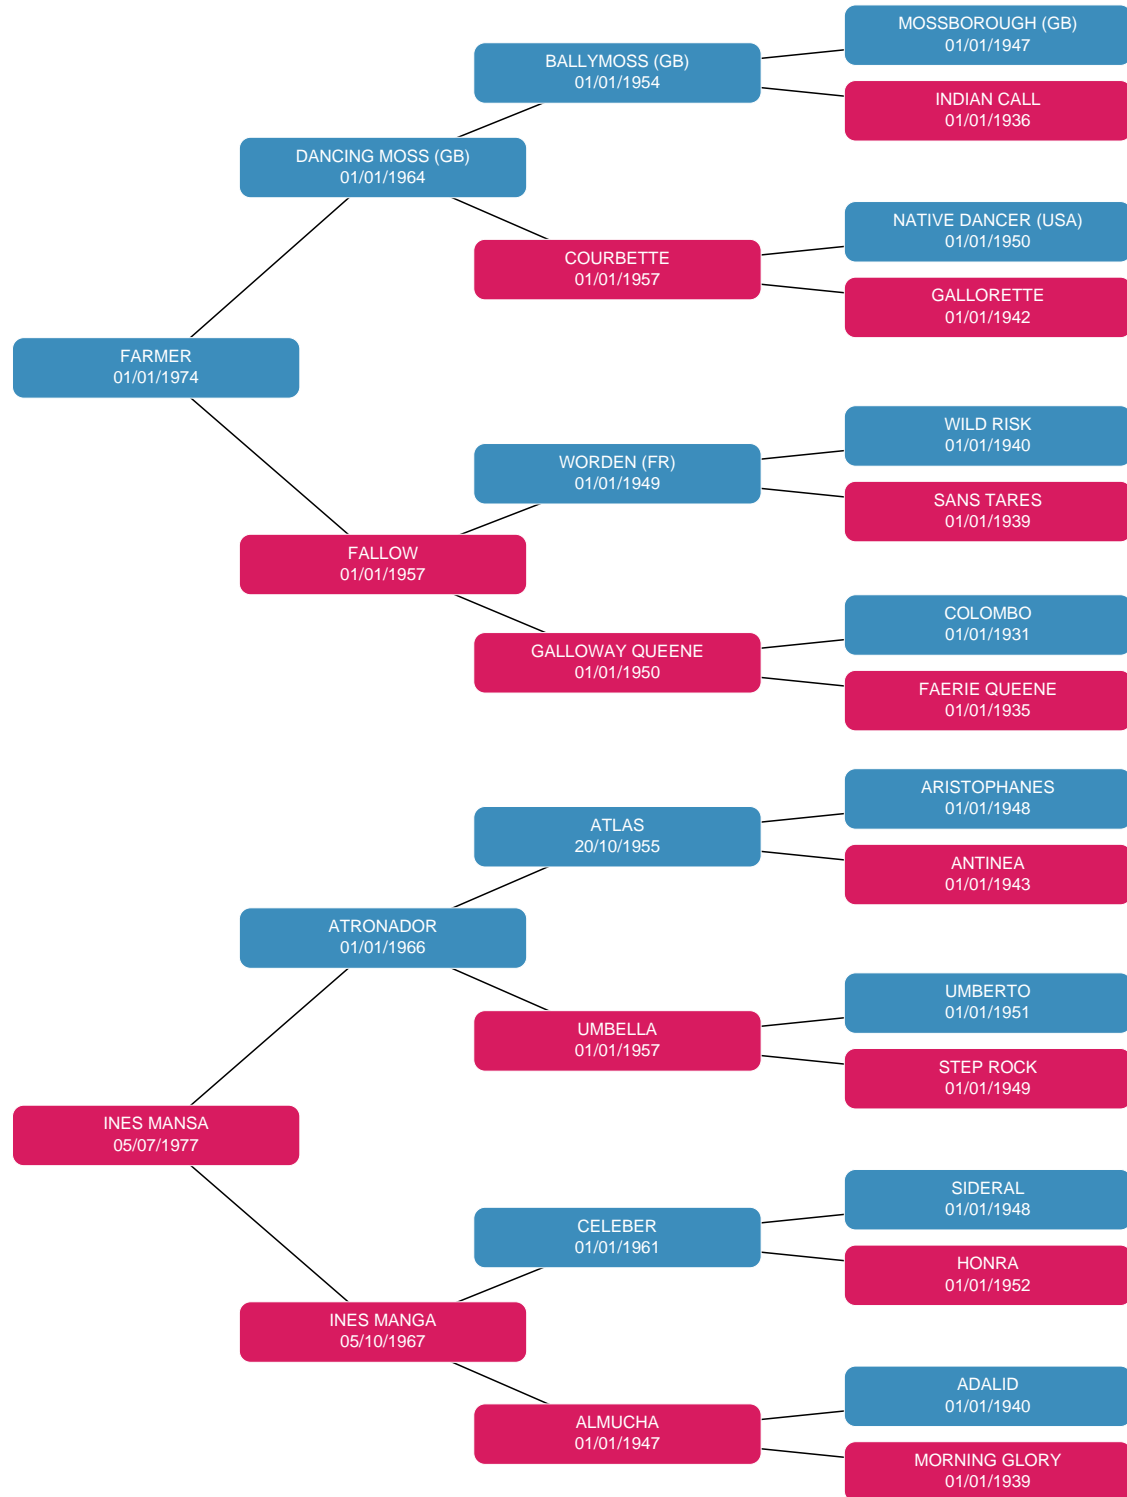 MOSSBOROUGH (GB)
01/01/1947
BALLYMOSS (GB)
01/01/1954
INDIAN CALL
01/01/1936
DANCING MOSS (GB)
01/01/1964
NATIVE DANCER (USA)
01/01/1950
COURBETTE
01/01/1957
GALLORETTE
01/01/1942
FARMER
01/01/1974
WILD RISK
01/01/1940
WORDEN (FR)
01/01/1949
SANS TARES
01/01/1939
FALLOW
01/01/1957
COLOMBO
01/01/1931
GALLOWAY QUEENE
01/01/1950
FAERIE QUEENE
01/01/1935
ARISTOPHANES
01/01/1948
ATLAS
20/10/1955
ANTINEA
01/01/1943
ATRONADOR
01/01/1966
UMBERTO
01/01/1951
UMBELLA
01/01/1957
STEP ROCK
01/01/1949
INES MANSA
05/07/1977
SIDERAL
01/01/1948
CELEBER
01/01/1961
HONRA
01/01/1952
INES MANGA
05/10/1967
ADALID
01/01/1940
ALMUCHA
01/01/1947
MORNING GLORY
01/01/1939